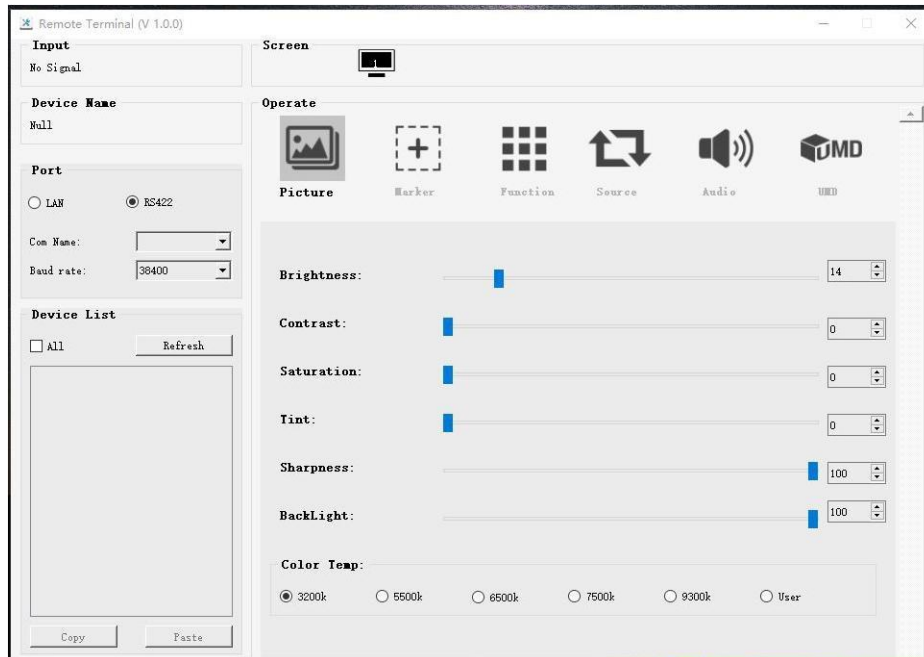 Remote Terminal (V 1.0.0)
Input
No Signal
Screen
1
Device Name
Null
Operate
UMD
Picture Marker Function Source Audio UMD
Port
LAN RS422
Com Name:
Baud rate: 38400
Device List
All Refresh
Copy Paste
Brightness: 14
Contrast: 0
Saturation: 0
Tint: 0
Sharpness: 100
BackLight: 100
Color Temp:
3200k 5500k 6500k 7500k 9300k User